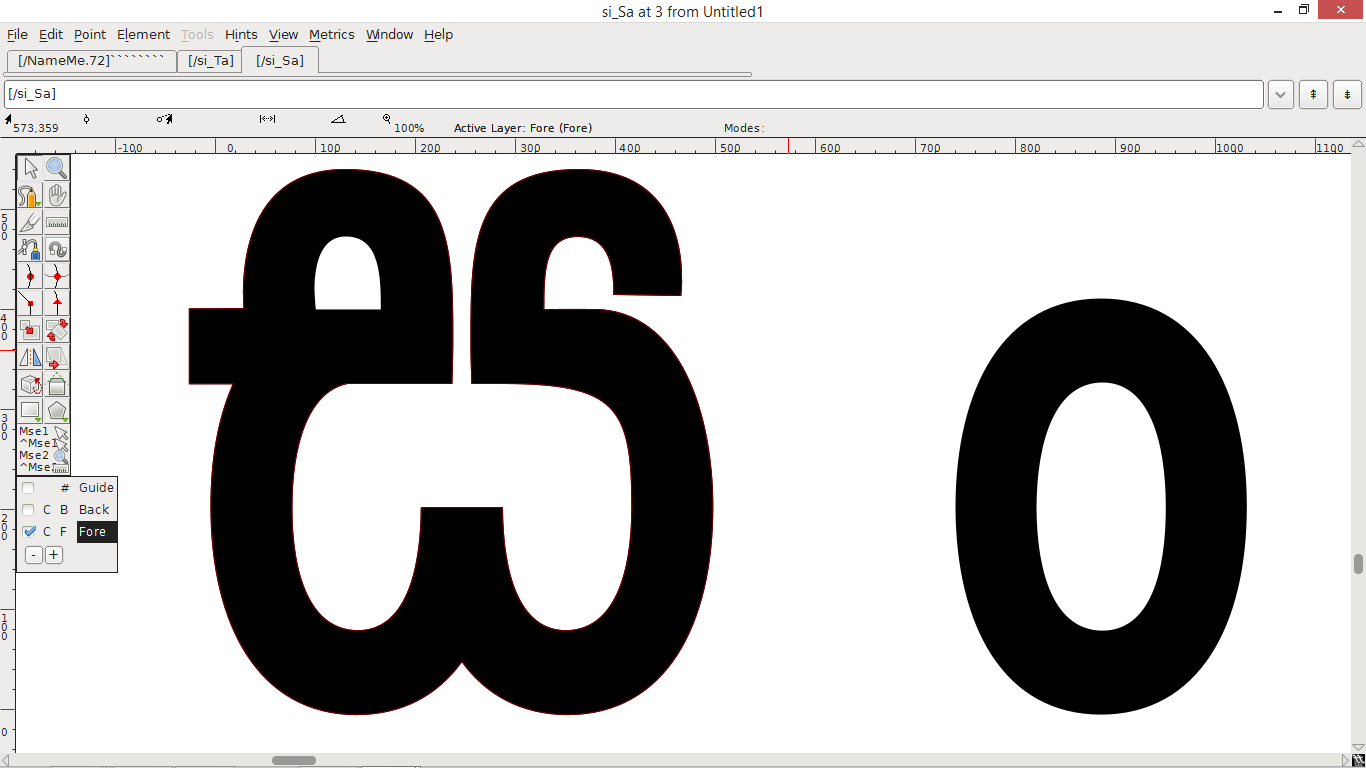 si_Sa at 3 from Untitled1
File Edit Point Element Tools Hints View Metrics Window Help
[/NameMe.72]```````` [/si_Ta] [/si_Sa]
[/si_Sa]
573,359 100% Active Layer: Fore (Fore) Modes:
-100 0 100 200 300 400 500 600 700 800 900 1000 1100
500
400
300
Mse1
^Mse1
Mse2
# Guide
C B Back
C F Fore
- +
200
100
0
o